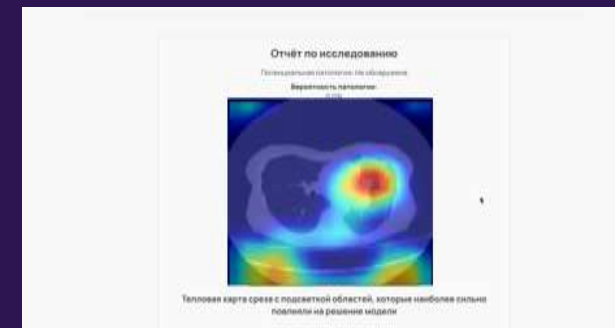 Отчёт по исследованию
Потенциальная патология: Не обнаружена
Вероятность патологии:
Тепловая карта среза с подсветкой областей, которые наиболее сильно
повлияли на решение модели